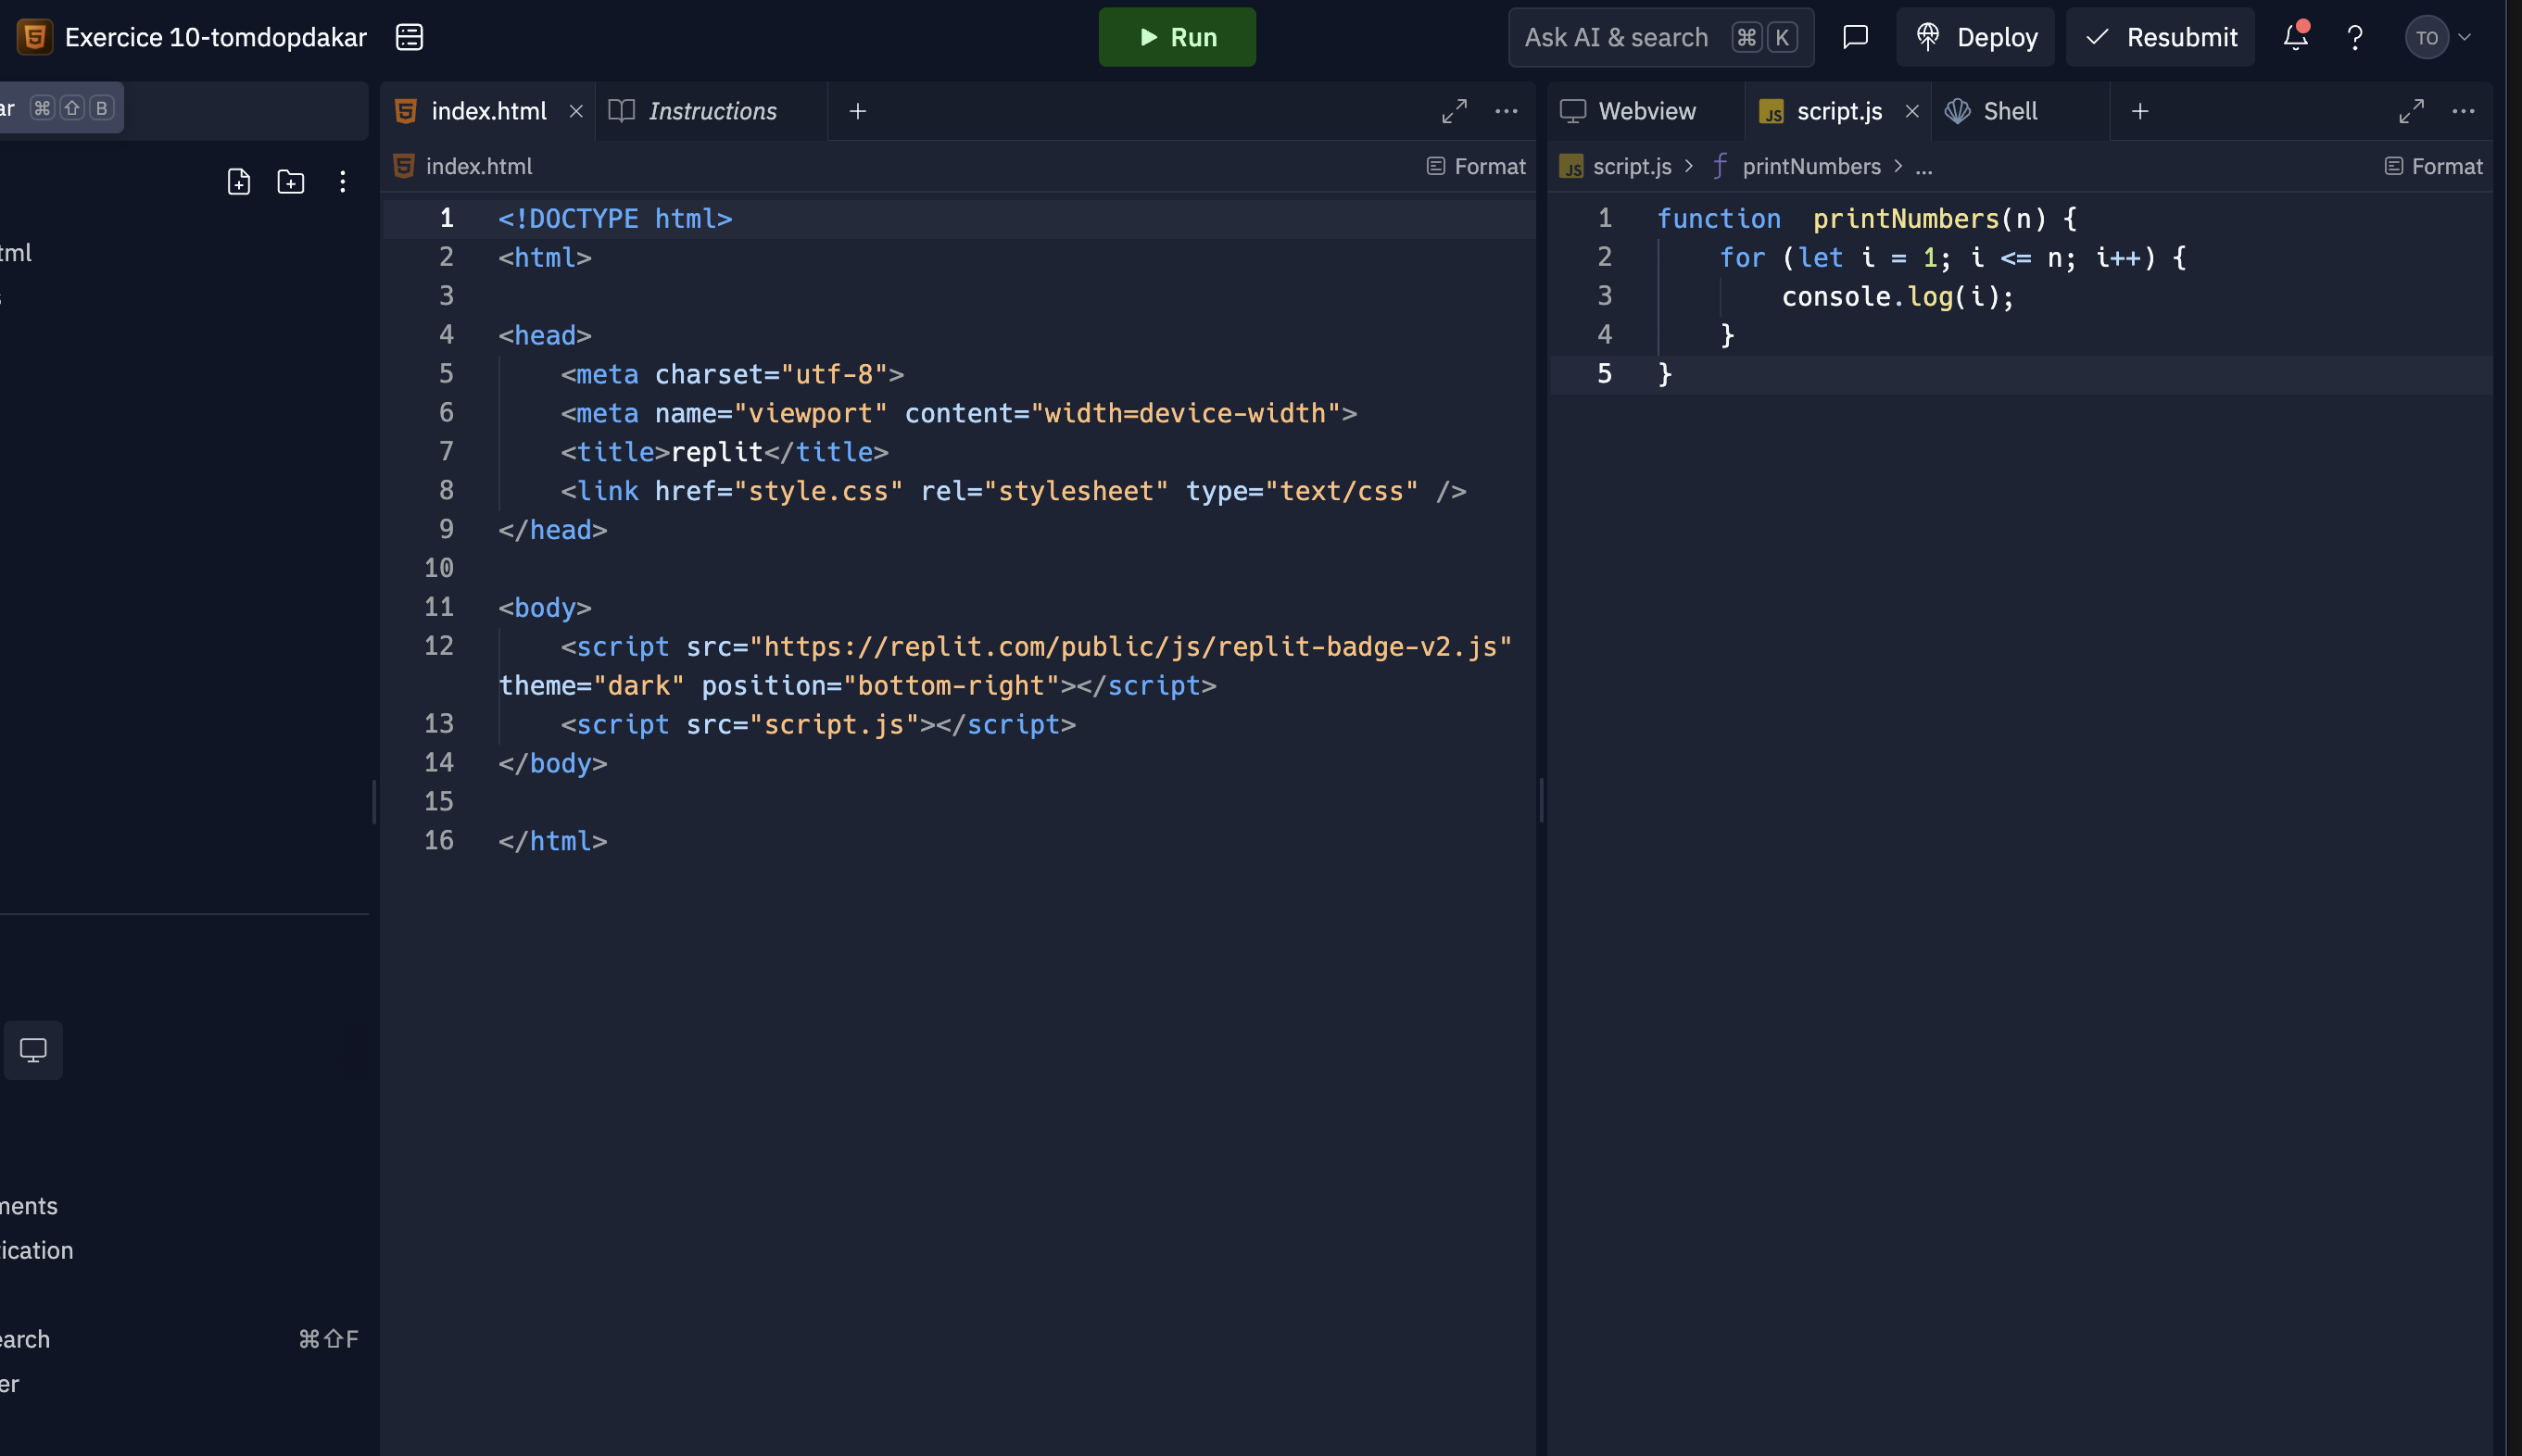 Exercice 10-tomdopdakar
Run
Ask AI & search ⌘ K
Deploy
Resubmit
TO
ar ⌘ ⇧ B
tml
ments
ication
earch ⌘⇧F
er
index.html
Instructions
index.html
Format
1 <!DOCTYPE html>
2 <html>
3
4 <head>
5     <meta charset="utf-8">
6     <meta name="viewport" content="width=device-width">
7     <title>replit</title>
8     <link href="style.css" rel="stylesheet" type="text/css" />
9 </head>
10
11 <body>
12     <script src="https://replit.com/public/js/replit-badge-v2.js"
theme="dark" position="bottom-right"></script>
13     <script src="script.js"></script>
14 </body>
15
16 </html>
Webview
script.js
Shell
script.js > printNumbers > ...
Format
1 function  printNumbers(n) {
2     for (let i = 1; i <= n; i++) {
3         console.log(i);
4     }
5 }